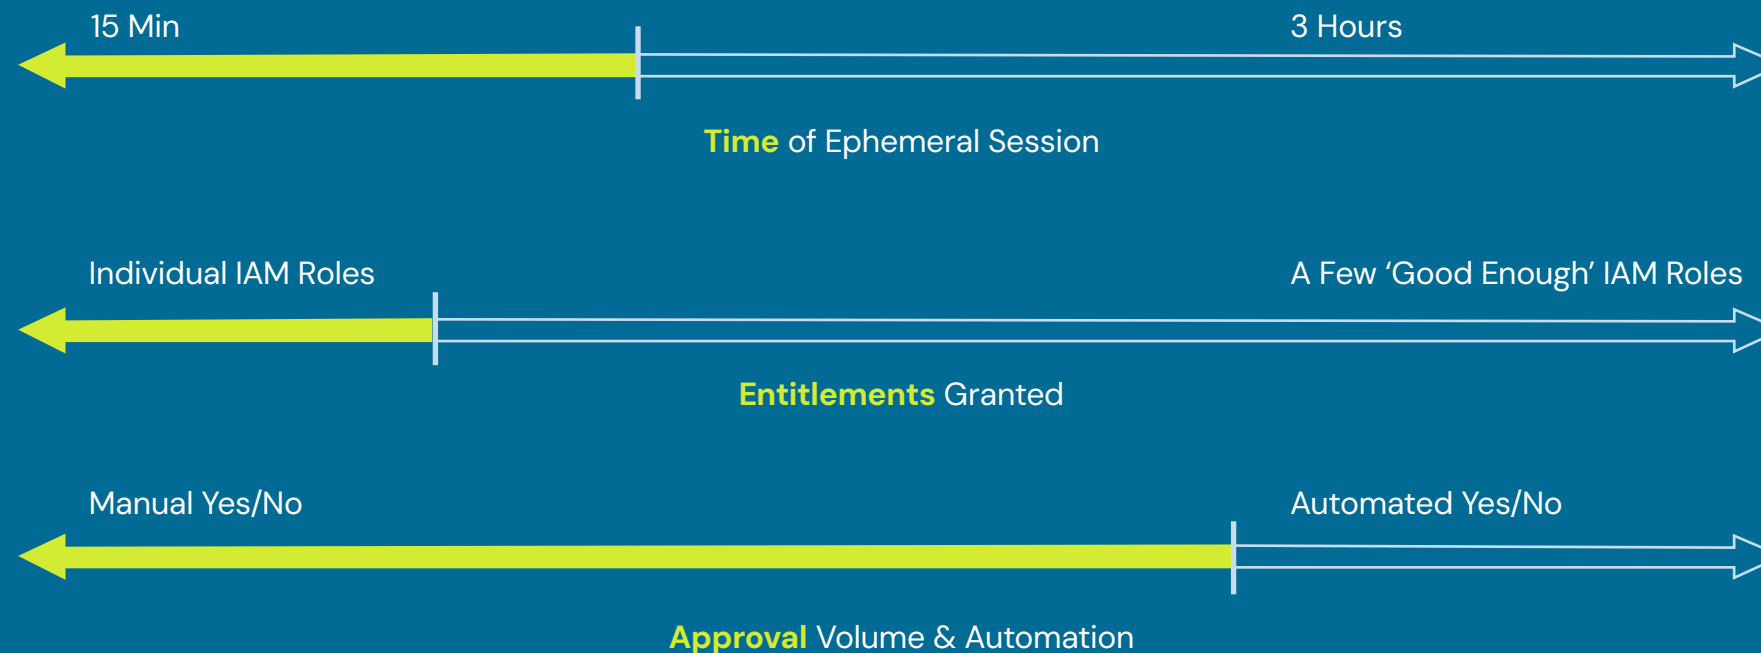 15 Min
3 Hours
Time of Ephemeral Session
Individual IAM Roles
A Few ‘Good Enough’ IAM Roles
Entitlements Granted
Manual Yes/No
Automated Yes/No
Approval Volume & Automation